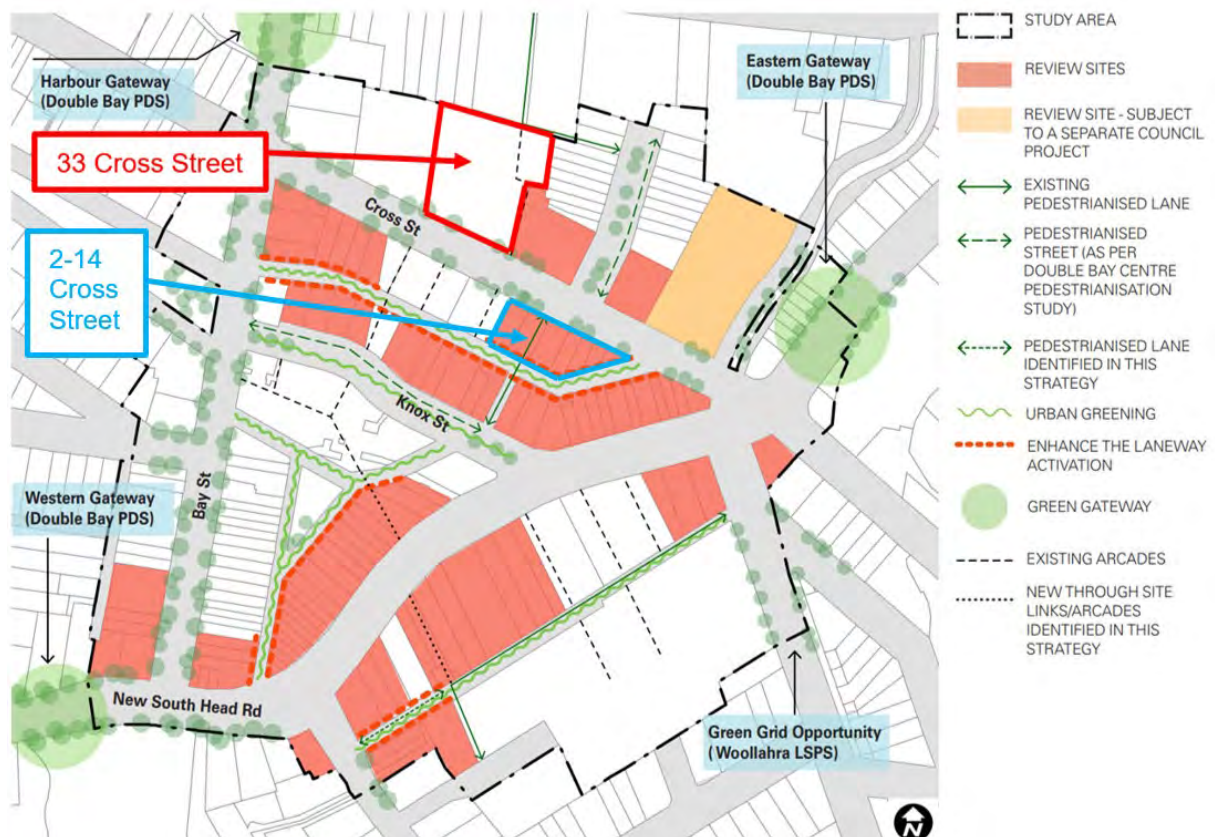 Harbour Gateway
(Double Bay PDS)
33 Cross Street
2-14
Cross
Street
Eastern Gateway
(Double Bay PDS)
Cross St
Knox St
Bay St
Western Gateway
(Double Bay PDS)
New South Head Rd
Green Grid Opportunity
(Woollahra LSPS)
N
STUDY AREA
REVIEW SITES
REVIEW SITE - SUBJECT
TO A SEPARATE COUNCIL
PROJECT
EXISTING
PEDESTRIANISED LANE
PEDESTRIANISED
STREET (AS PER
DOUBLE BAY CENTRE
PEDESTRIANISATION
STUDY)
PEDESTRIANISED LANE
IDENTIFIED IN THIS
STRATEGY
URBAN GREENING
ENHANCE THE LANEWAY
ACTIVATION
GREEN GATEWAY
EXISTING ARCADES
NEW THROUGH SITE
LINKS/ARCADES
IDENTIFIED IN THIS
STRATEGY